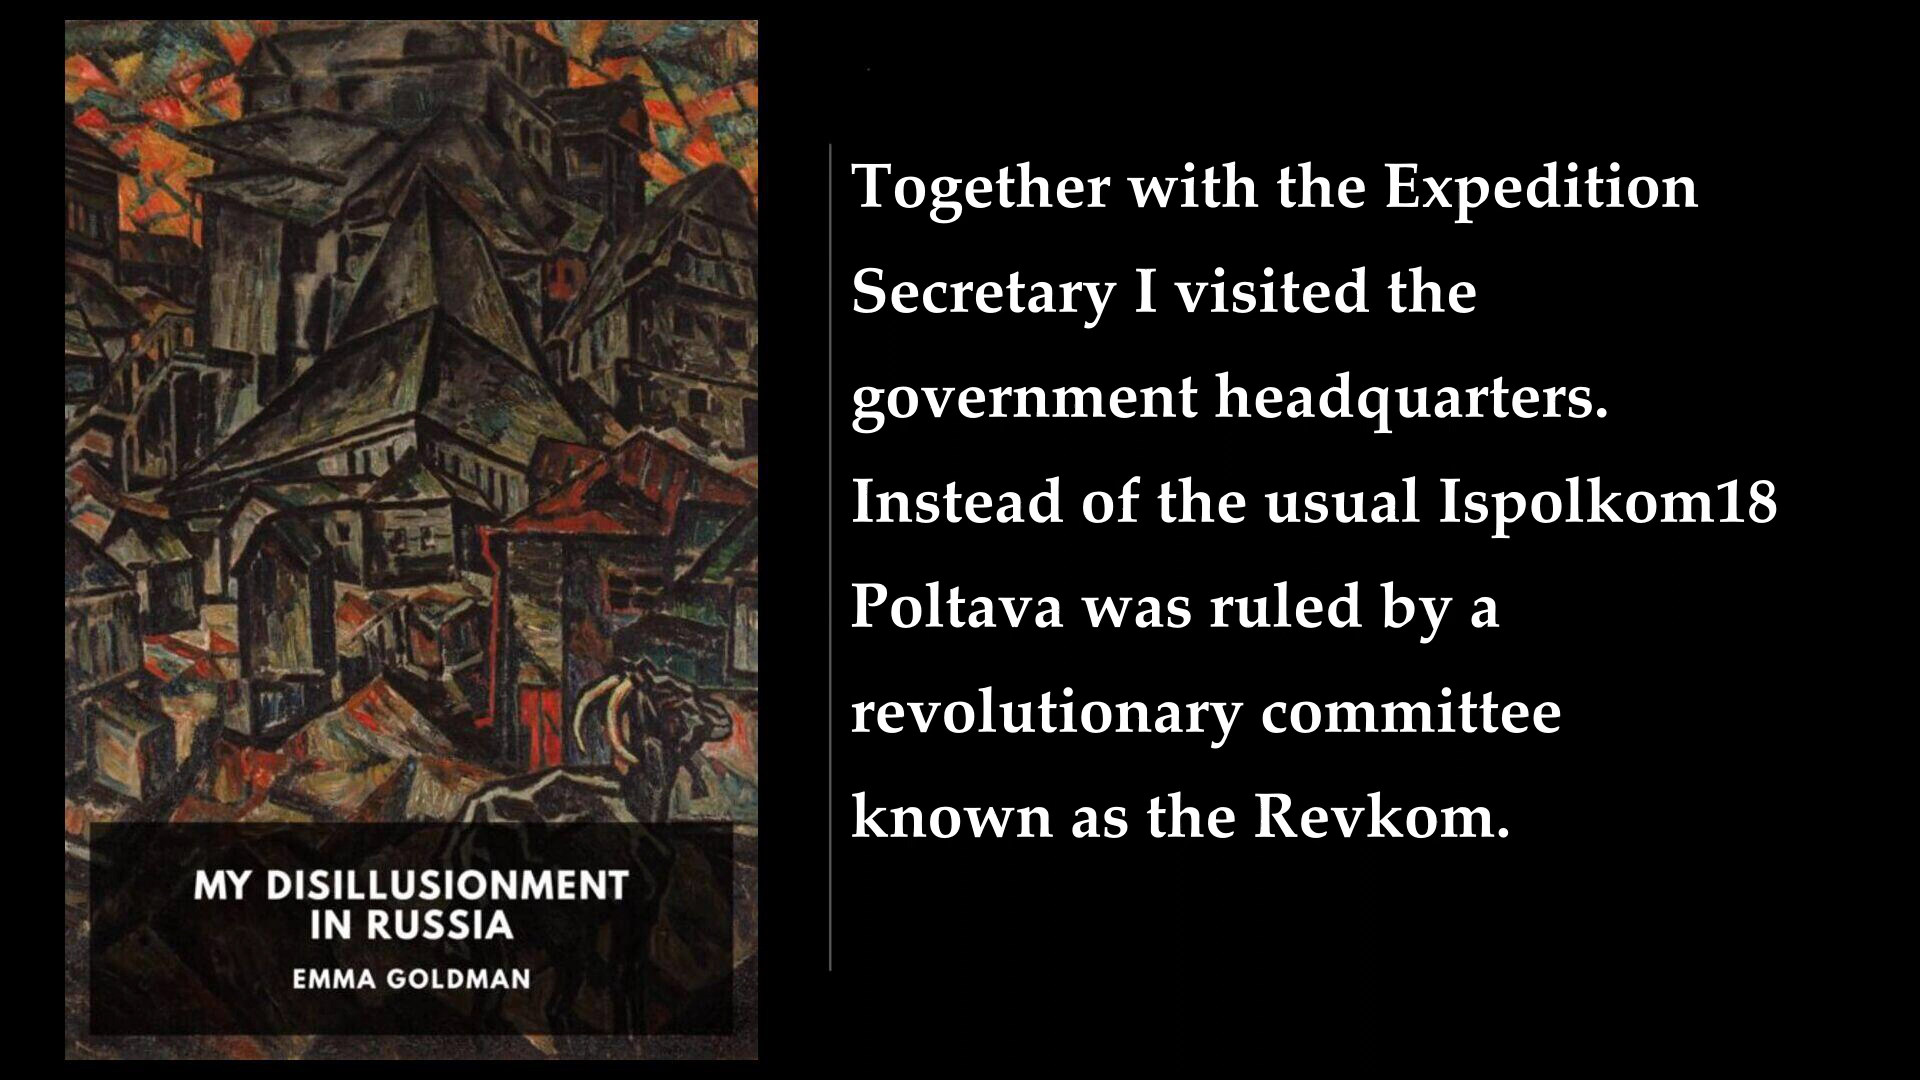 MY DISILLUSIONMENT
IN RUSSIA
EMMA GOLDMAN
Together with the Expedition
Secretary I visited the
government headquarters.
Instead of the usual Ispolkom18
Poltava was ruled by a
revolutionary committee
known as the Revkom.